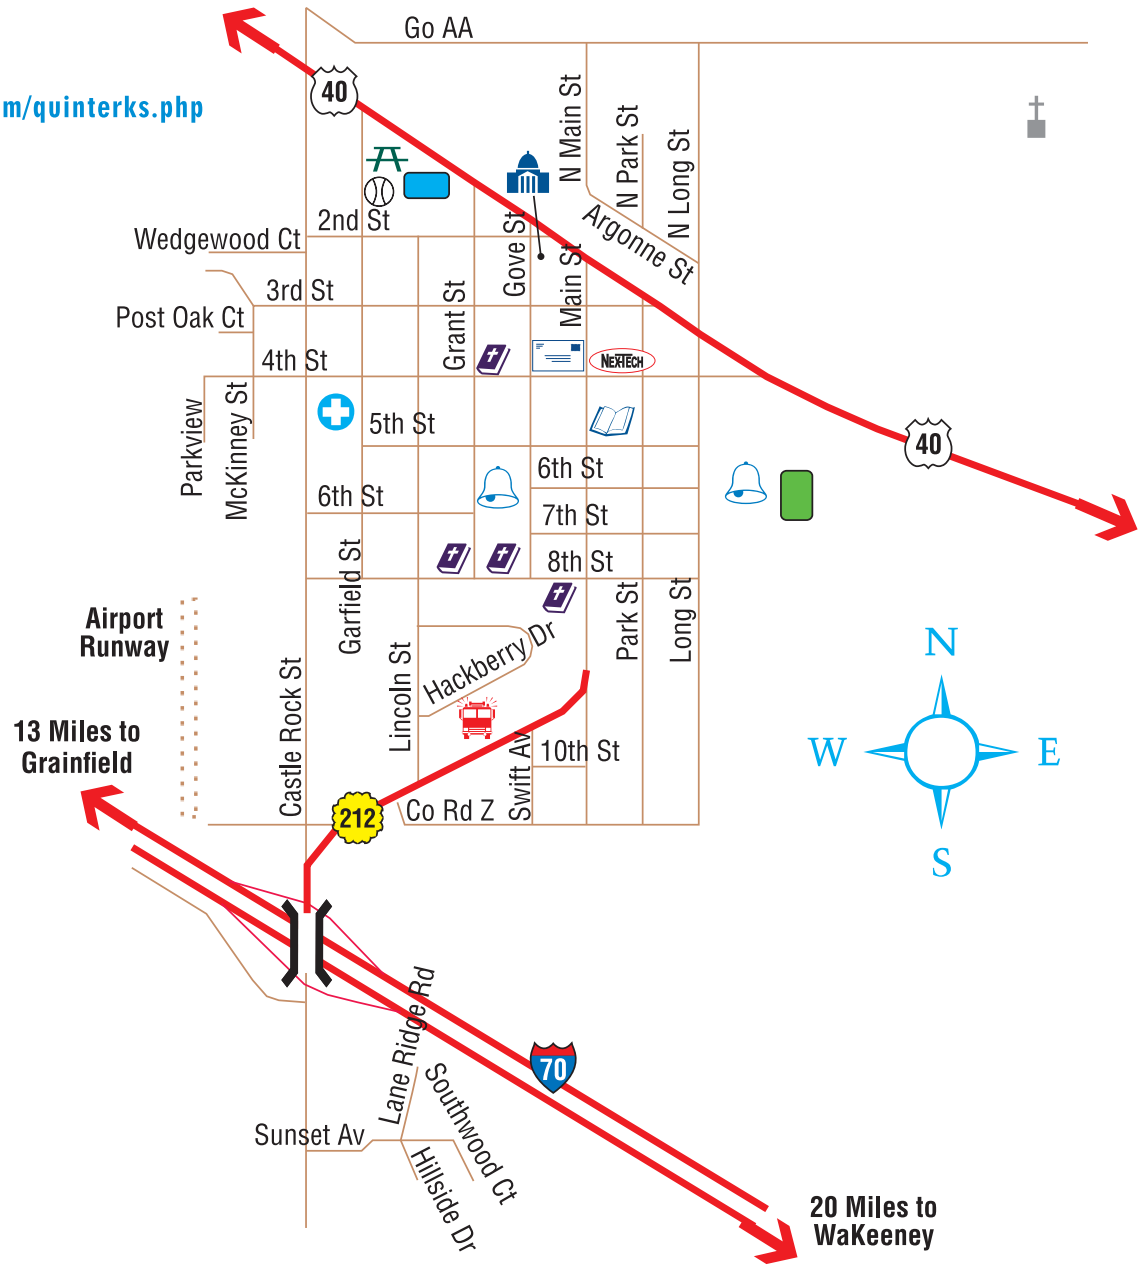 Go AA
40
m/quinterks.php
N Main St
N Park St
N Long St
2nd St
Wedgewood Ct
Gove St
Argonne St
3rd St
Main St
Post Oak Ct
Grant St
4th St
NEX-TECH
Parkview
McKinney St
5th St
40
6th St
6th St
7th St
8th St
Garfield St
Airport
Runway
Park St
Long St
Hackberry Dr
Lincoln St
Castle Rock St
N
W
E
S
13 Miles to
Grainfield
10th St
Swift Av
212
Co Rd Z
Lane Ridge Rd
70
Southwood Ct
Sunset Av
Hillside Dr
20 Miles to
WaKeeney